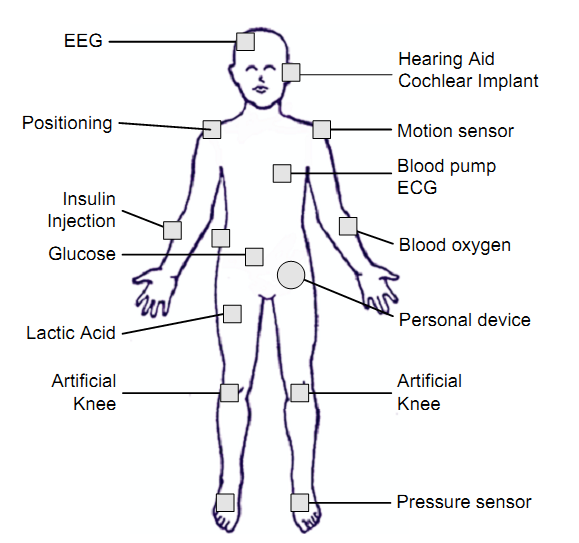 EEG
Hearing Aid
Cochlear Implant
Positioning
Motion sensor
Blood pump
ECG
Insulin
Injection
Blood oxygen
Glucose
Personal device
Lactic Acid
Artificial
Knee
Artificial
Knee
Pressure sensor